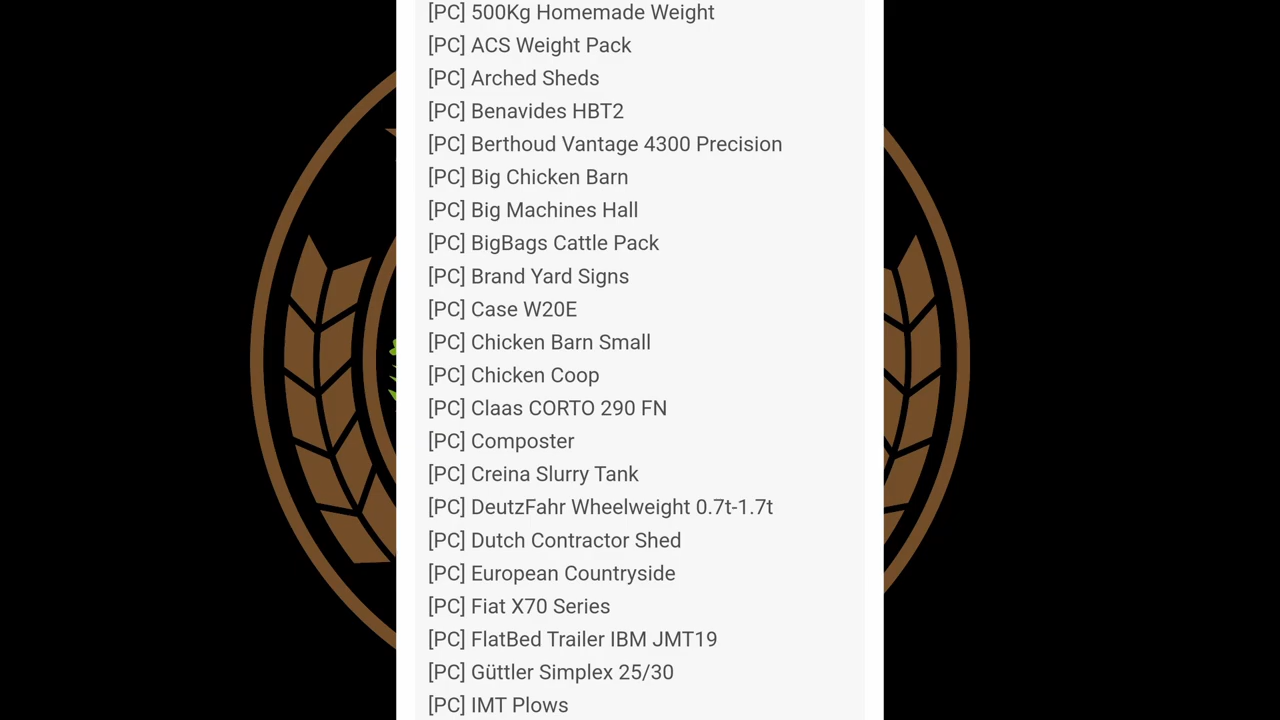 [PC] 500Kg Homemade Weight
[PC] ACS Weight Pack
[PC] Arched Sheds
[PC] Benavides HBT2
[PC] Berthoud Vantage 4300 Precision
[PC] Big Chicken Barn
[PC] Big Machines Hall
[PC] BigBags Cattle Pack
[PC] Brand Yard Signs
[PC] Case W20E
[PC] Chicken Barn Small
[PC] Chicken Coop
[PC] Claas CORTO 290 FN
[PC] Composter
[PC] Creina Slurry Tank
[PC] DeutzFahr Wheelweight 0.7t-1.7t
[PC] Dutch Contractor Shed
[PC] European Countryside
[PC] Fiat X70 Series
[PC] FlatBed Trailer IBM JMT19
[PC] Güttler Simplex 25/30
[PC] IMT Plows